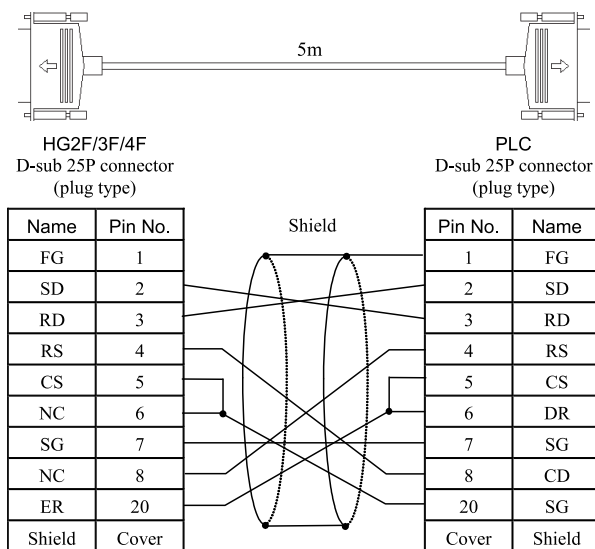 5m
HG2F/3F/4F
D-sub 25P connector
(plug type)
PLC
D-sub 25P connector
(plug type)
Name Pin No. Shield Pin No. Name
FG 1 1 FG
SD 2 2 SD
RD 3 3 RD
RS 4 4 RS
CS 5 5 CS
NC 6 6 DR
SG 7 7 SG
NC 8 8 CD
ER 20 20 SG
Shield Cover Cover Shield